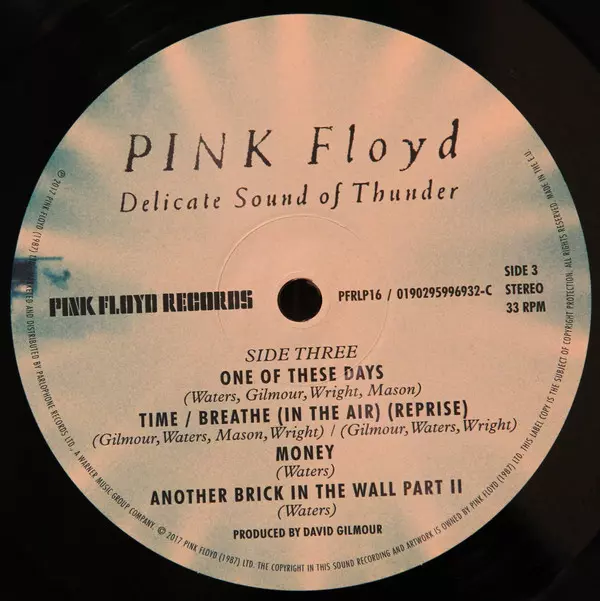 PINK Floyd
Delicate Sound of Thunder
PINK FLOYD RECORDS
PFRLP16 / 0190295996932-C
SIDE 3
STEREO
33 RPM
SIDE THREE
ONE OF THESE DAYS
(Waters, Gilmour, Wright, Mason)
TIME / BREATHE (IN THE AIR) (REPRISE)
(Gilmour, Waters, Mason, Wright) / (Gilmour, Waters, Wright)
MONEY
(Waters)
ANOTHER BRICK IN THE WALL PART II
(Waters)
PRODUCED BY DAVID GILMOUR
℗ 2017 PINK FLOYD (1987) LTD.
AND DISTRIBUTED BY PARLOPHONE RECORDS LTD., A WARNER MUSIC GROUP COMPANY. © 2017 PINK FLOYD (1987) LTD. THE COPYRIGHT IN THIS SOUND RECORDING AND ARTWORK IS OWNED BY PINK FLOYD (1987) LTD. THIS LABEL COPY IS THE SUBJECT OF COPYRIGHT PROTECTION. ALL RIGHTS RESERVED. MADE IN THE E.U.